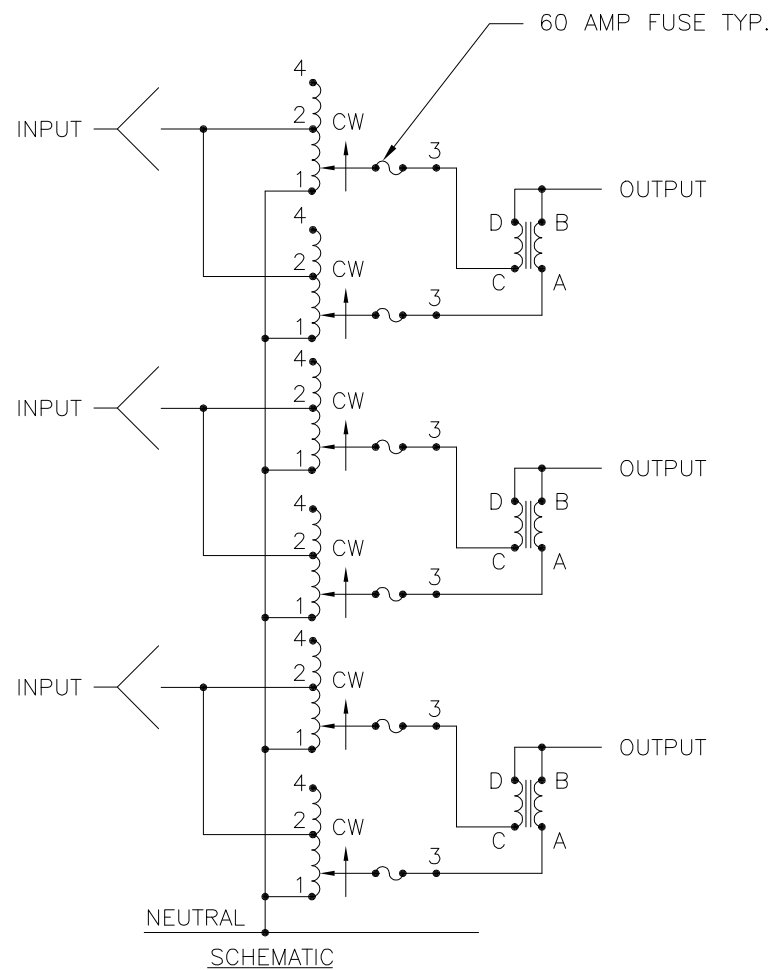 60 AMP FUSE TYP.
4
INPUT
2
CW
3
1
OUTPUT
4
D
B
2
CW
C
A
3
1
4
INPUT
2
CW
3
1
OUTPUT
4
D
B
2
CW
C
A
3
1
4
INPUT
2
CW
3
1
OUTPUT
4
D
B
2
CW
C
A
3
1
NEUTRAL
SCHEMATIC